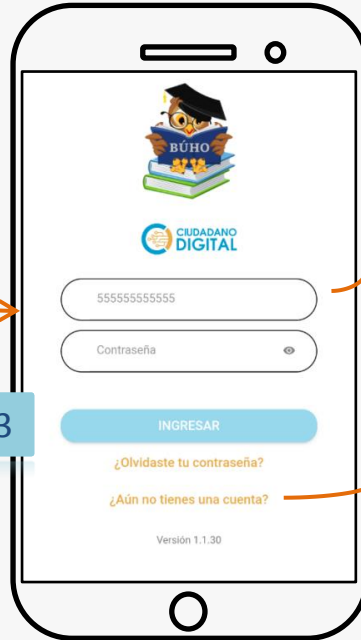 BÚHO
CIUDADANO
DIGITAL
555555555555
Contraseña
3
INGRESAR
¿Olvidaste tu contraseña?
¿Aún no tienes una cuenta?
Versión 1.1.30